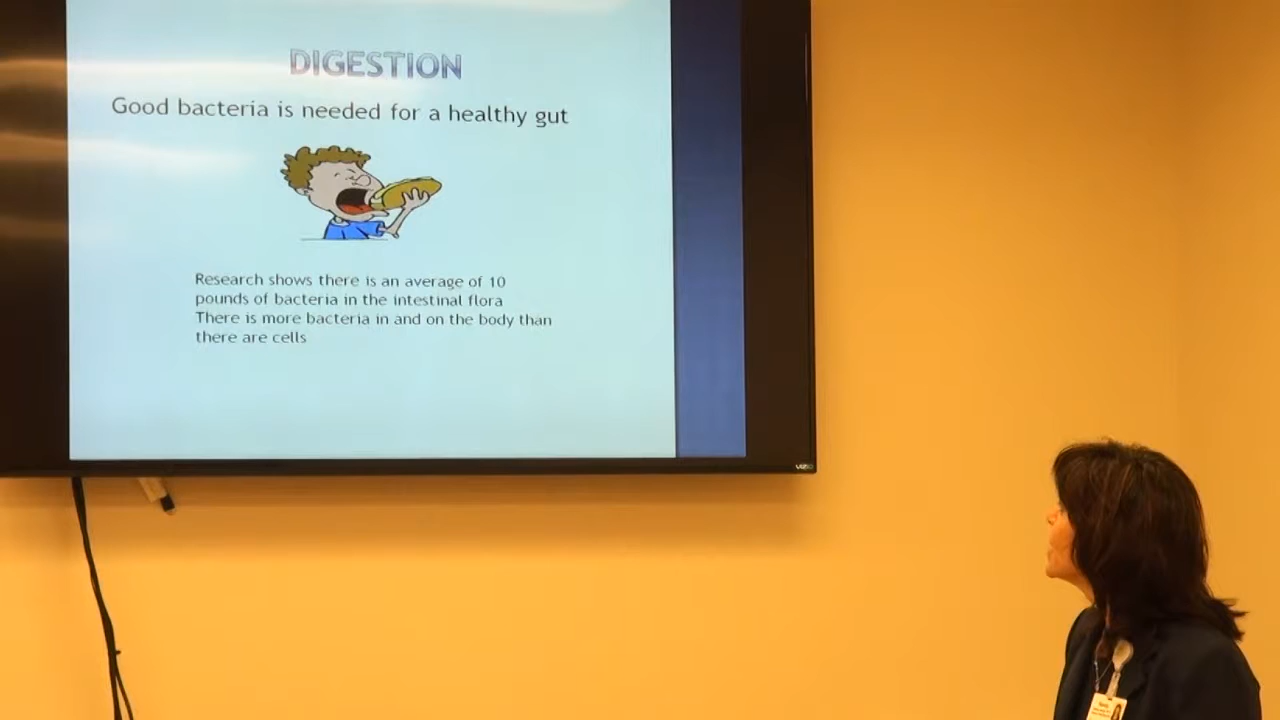 DIGESTION
Good bacteria is needed for a healthy gut
Research shows there is an average of 10
pounds of bacteria in the intestinal flora
There is more bacteria in and on the body than
there are cells
VIZIO